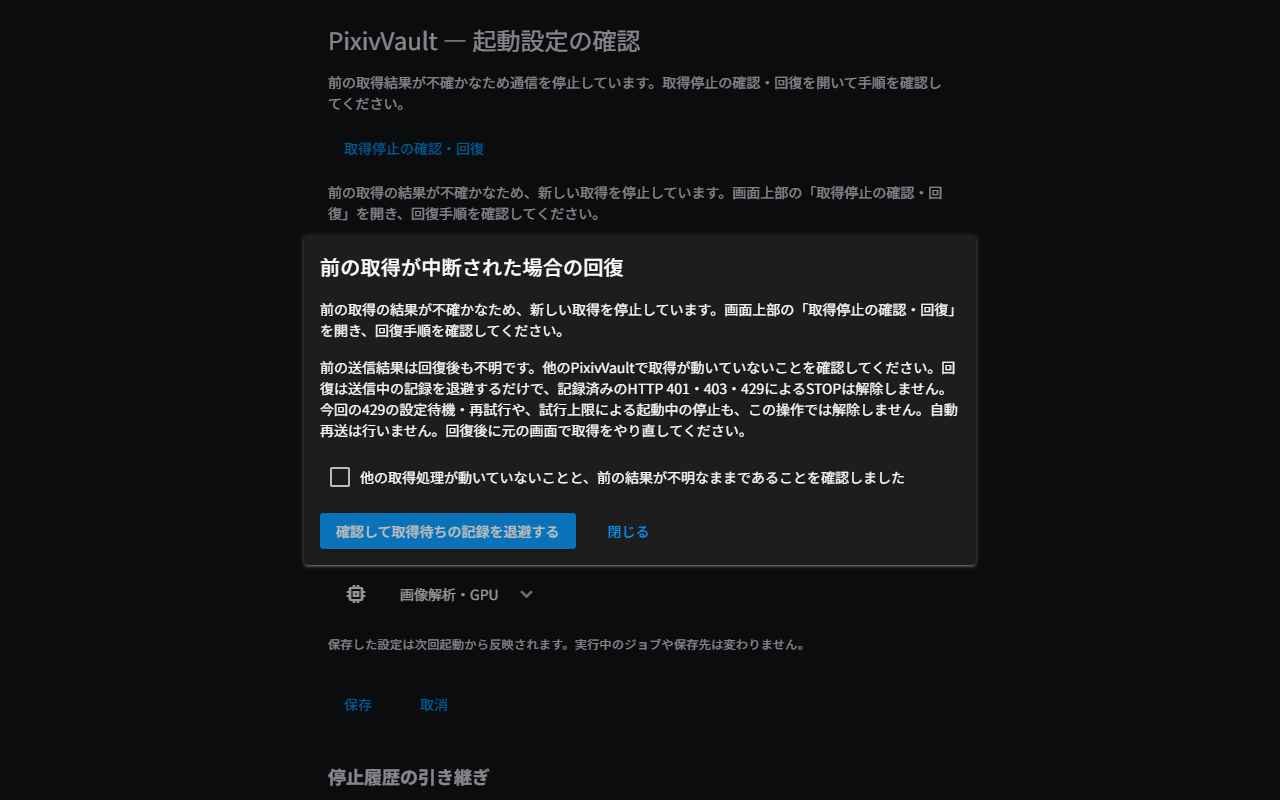 PixivVault — 起動設定の確認
前の取得結果が不確かなため通信を停止しています。取得停止の確認・回復を開いて手順を確認し
てください。
取得停止の確認・回復
前の取得の結果が不確かなため、新しい取得を停止しています。画面上部の「取得停止の確認・回
復」を開き、回復手順を確認してください。
前の取得が中断された場合の回復
前の取得の結果が不確かなため、新しい取得を停止しています。画面上部の「取得停止の確認・回復」
を開き、回復手順を確認してください。
前の送信結果は回復後も不明です。他のPixivVaultで取得が動いていないことを確認してください。回
復は送信中の記録を退避するだけで、記録済みのHTTP 401・403・429によるSTOPは解除しません。
今回の429の設定待機・再試行や、試行上限による起動中の停止も、この操作では解除しません。自動
再送は行いません。回復後に元の画面で取得をやり直してください。
他の取得処理が動いていないことと、前の結果が不明なままであることを確認しました
確認して取得待ちの記録を退避する
閉じる
画像解析・GPU
保存した設定は次回起動から反映されます。実行中のジョブや保存先は変わりません。
保存
取消
停止履歴の引き継ぎ